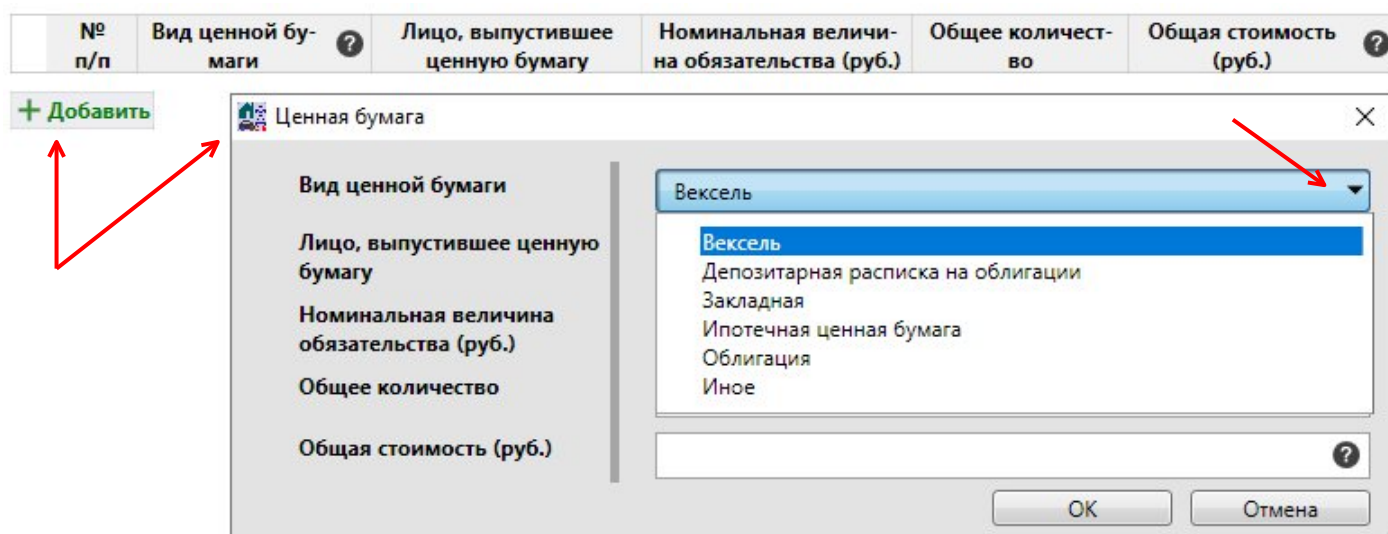 № Вид ценной бу- ? Лицо, выпустившее Номинальная величи- Общее количест- Общая стоимость ?
п/п маги ценную бумагу на обязательства (руб.) во (руб.)
+ Добавить
Ценная бумага
Вид ценной бумаги Вексель
Лицо, выпустившее ценную Вексель
бумагу Депозитарная расписка на облигации
Закладная
Номинальная величина Ипотечная ценная бумага
обязательства (руб.) Облигация
Общее количество Иное
Общая стоимость (руб.) ?
ОК Отмена